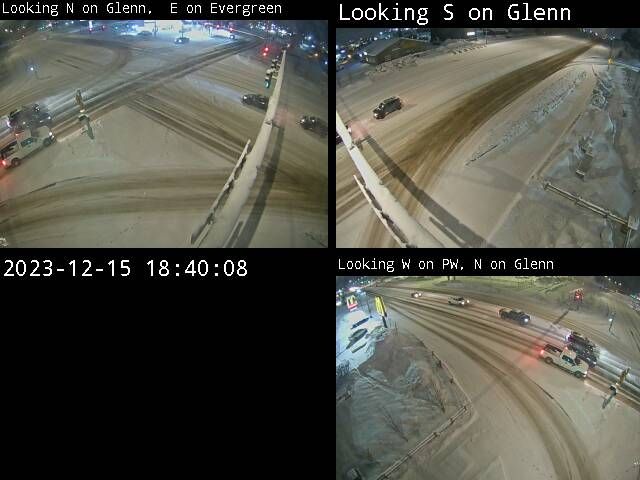 Looking N on Glenn,  E on Evergreen
Looking S on Glenn
2023-12-15 18:40:08
Looking W on PW, N on Glenn